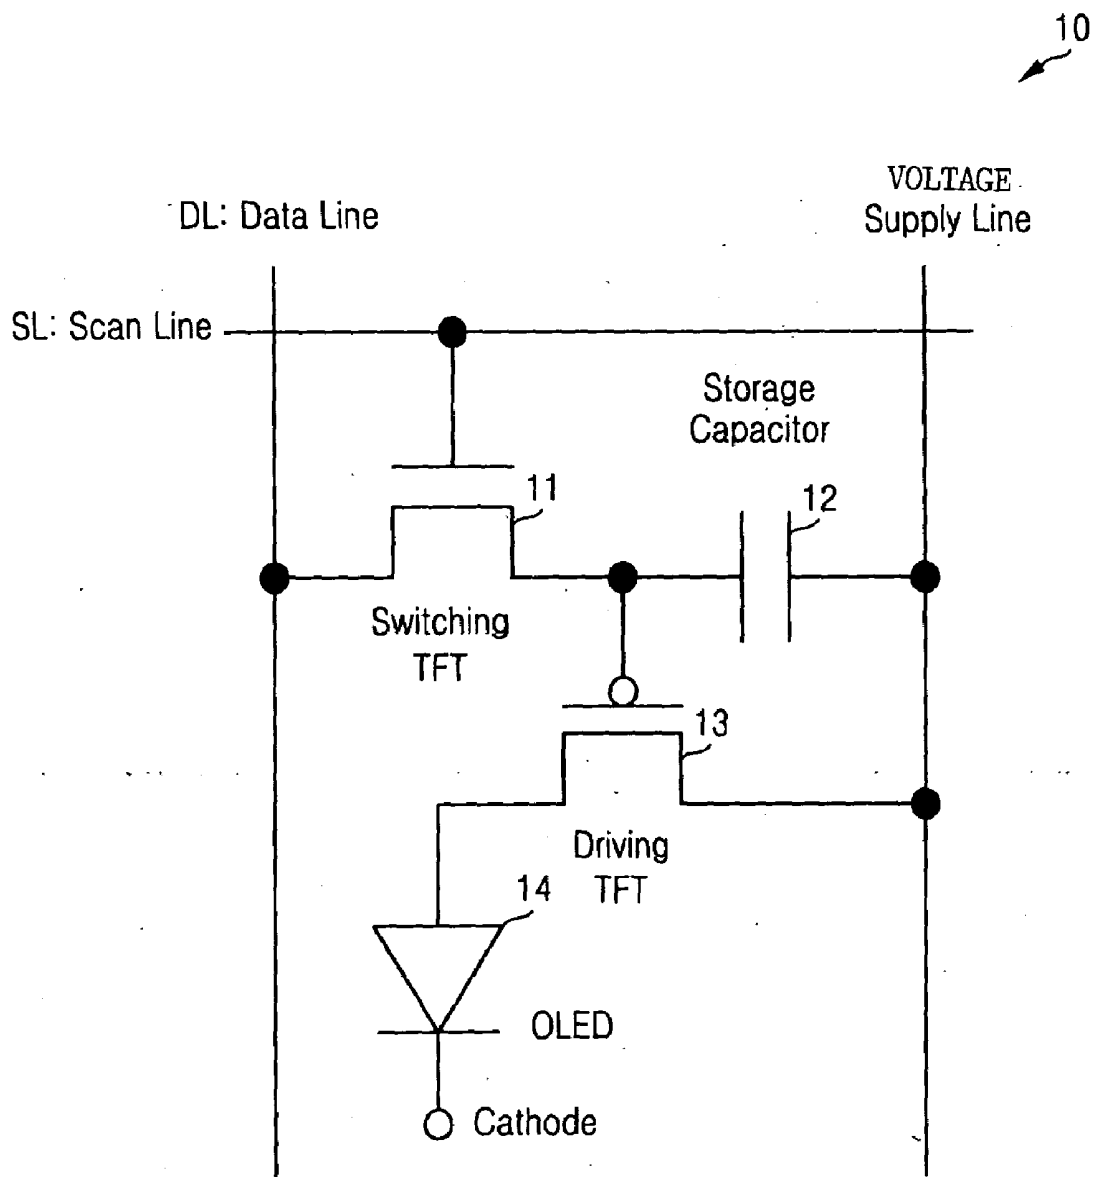 10
VOLTAGE
Supply Line
DL: Data Line
SL: Scan Line
Storage
Capacitor
11
12
Switching
TFT
13
Driving
TFT
14
OLED
Cathode